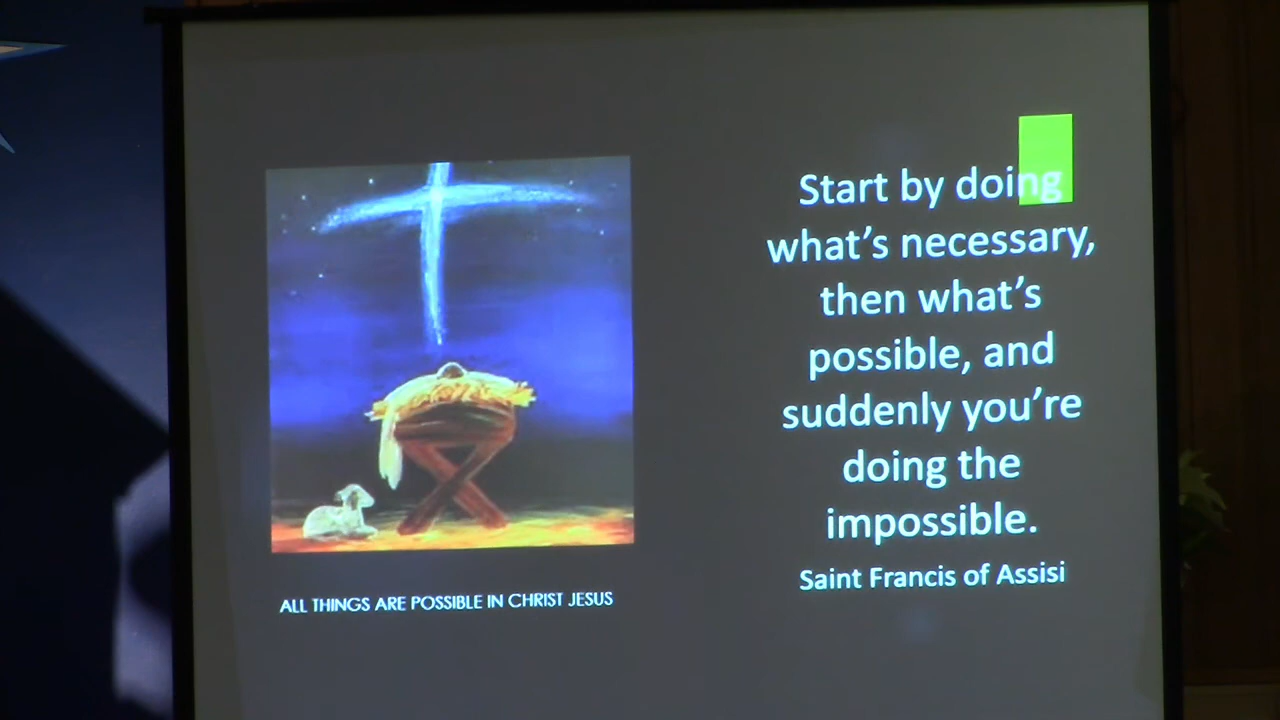 Start by doing
what's necessary,
then what's
possible, and
suddenly you're
doing the
impossible.
Saint Francis of Assisi
ALL THINGS ARE POSSIBLE IN CHRIST JESUS